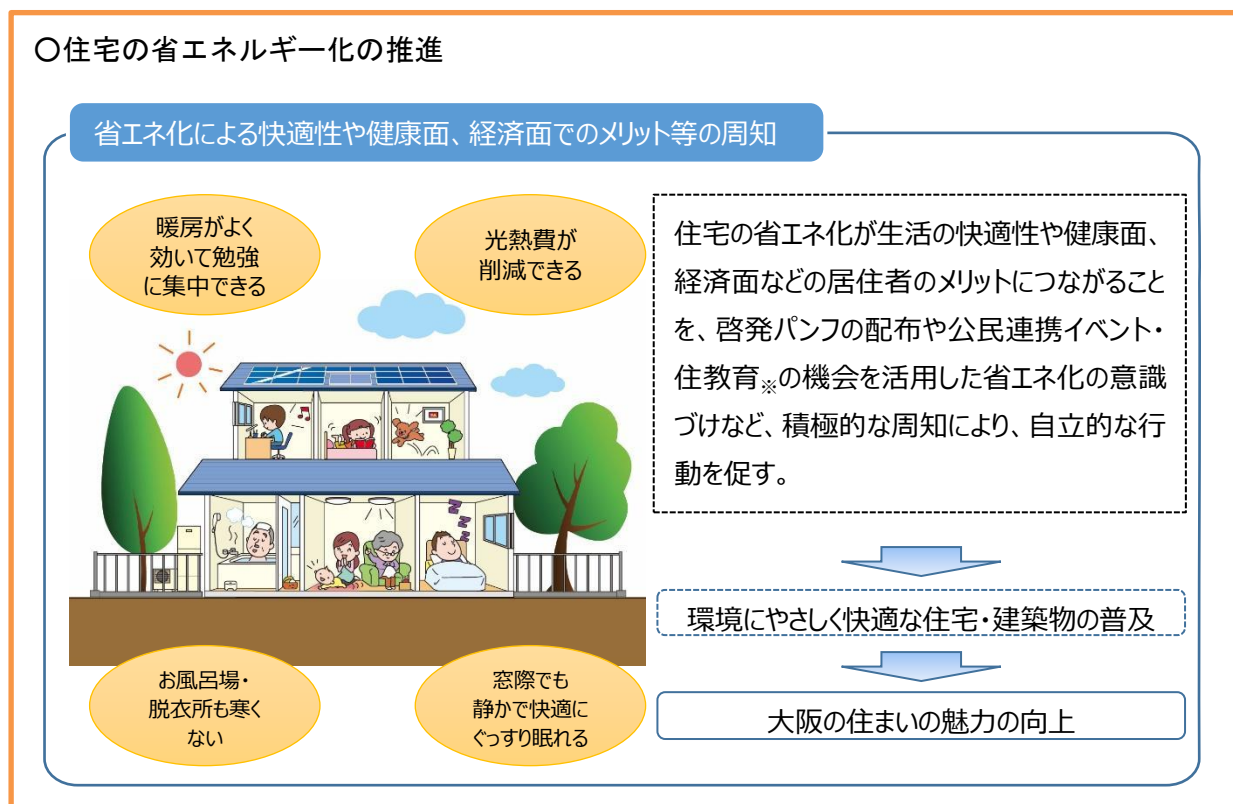 〇住宅の省エネルギー化の推進
省エネ化による快適性や健康面、経済面でのメリット等の周知
暖房がよく
効いて勉強
に集中できる
光熱費が
削減できる
お風呂場・
脱衣所も寒く
ない
窓際でも
静かで快適に
ぐっすり眠れる
住宅の省エネ化が生活の快適性や健康面、
経済面などの居住者のメリットにつながること
を、啓発パンフの配布や公民連携イベント・
住教育※の機会を活用した省エネ化の意識
づけなど、積極的な周知により、自立的な行
動を促す。
環境にやさしく快適な住宅・建築物の普及
大阪の住まいの魅力の向上